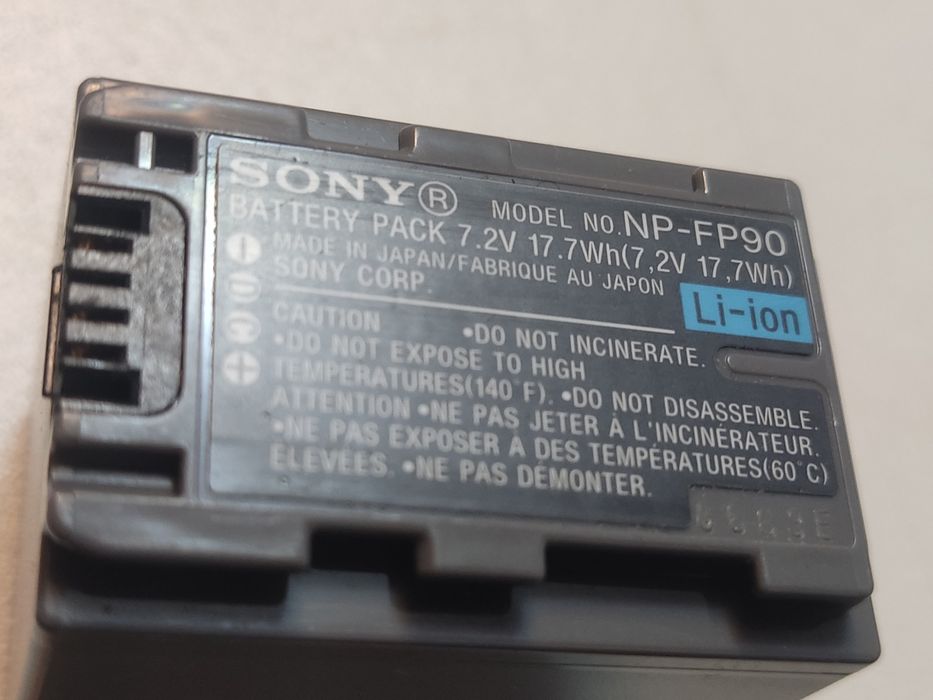 SONY®
MODEL NO.NP-FP90
BATTERY PACK 7.2V 17.7Wh(7,2V 17,7Wh)
MADE IN JAPAN/FABRIQUE AU JAPON
SONY CORP.
Li-ion
CAUTION •DO NOT INCINERATE.
•DO NOT EXPOSE TO HIGH
TEMPERATURES(140°F). •DO NOT DISASSEMBLE.
ATTENTION •NE PAS JETER À L'INCINÉRATEUR.
•NE PAS EXPOSER À DES TEMPÉRATURES(60°C)
ÉLEVÉES. •NE PAS DÉMONTER.